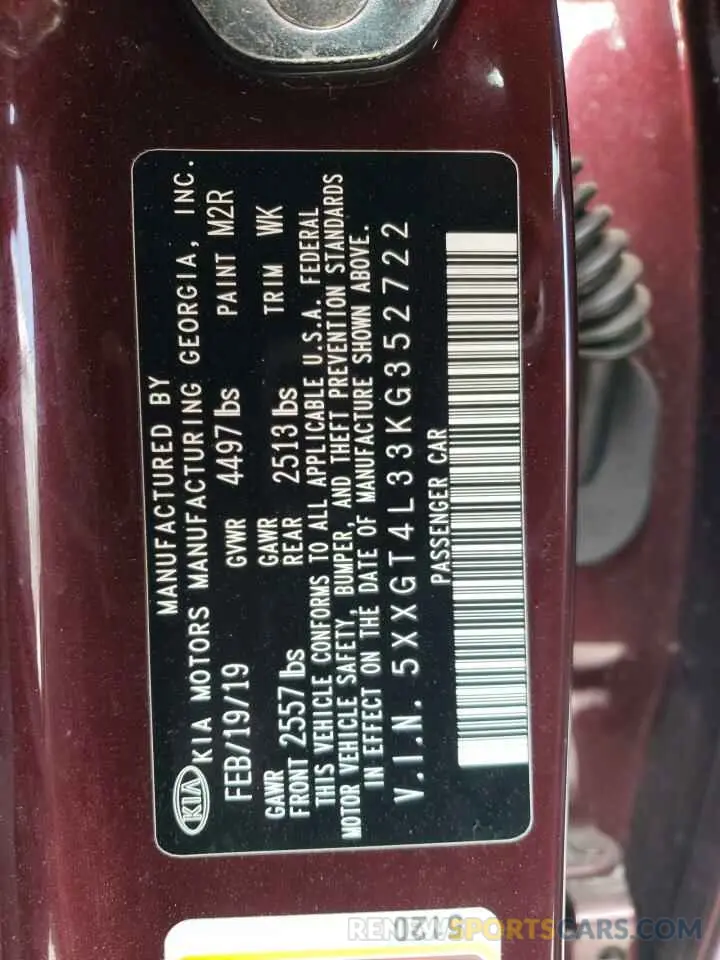 MANUFACTURED BY
KIA KIA MOTORS MANUFACTURING GEORGIA, INC.
FEB/19/19 GVWR 4497 lbs PAINT M2R
GAWR FRONT 2557 lbs GAWR REAR 2513 lbs TRIM WK
THIS VEHICLE CONFORMS TO ALL APPLICABLE U.S.A. FEDERAL
MOTOR VEHICLE SAFETY, BUMPER, AND THEFT PREVENTION STANDARDS
IN EFFECT ON THE DATE OF MANUFACTURE SHOWN ABOVE.
V.I.N. 5XXGT4L33KG352722
PASSENGER CAR
RENEWSPORTSCARS.COM